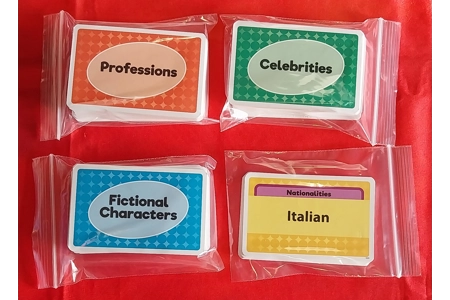 Professions
Celebrities
Fictional
Characters
Nationalities
Italian